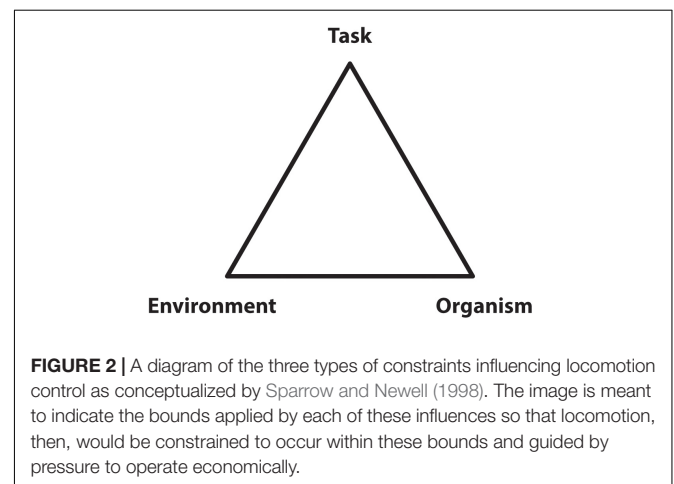 Task
Environment Organism
FIGURE 2 | A diagram of the three types of constraints influencing locomotion
control as conceptualized by Sparrow and Newell (1998). The image is meant
to indicate the bounds applied by each of these influences so that locomotion,
then, would be constrained to occur within these bounds and guided by
pressure to operate economically.